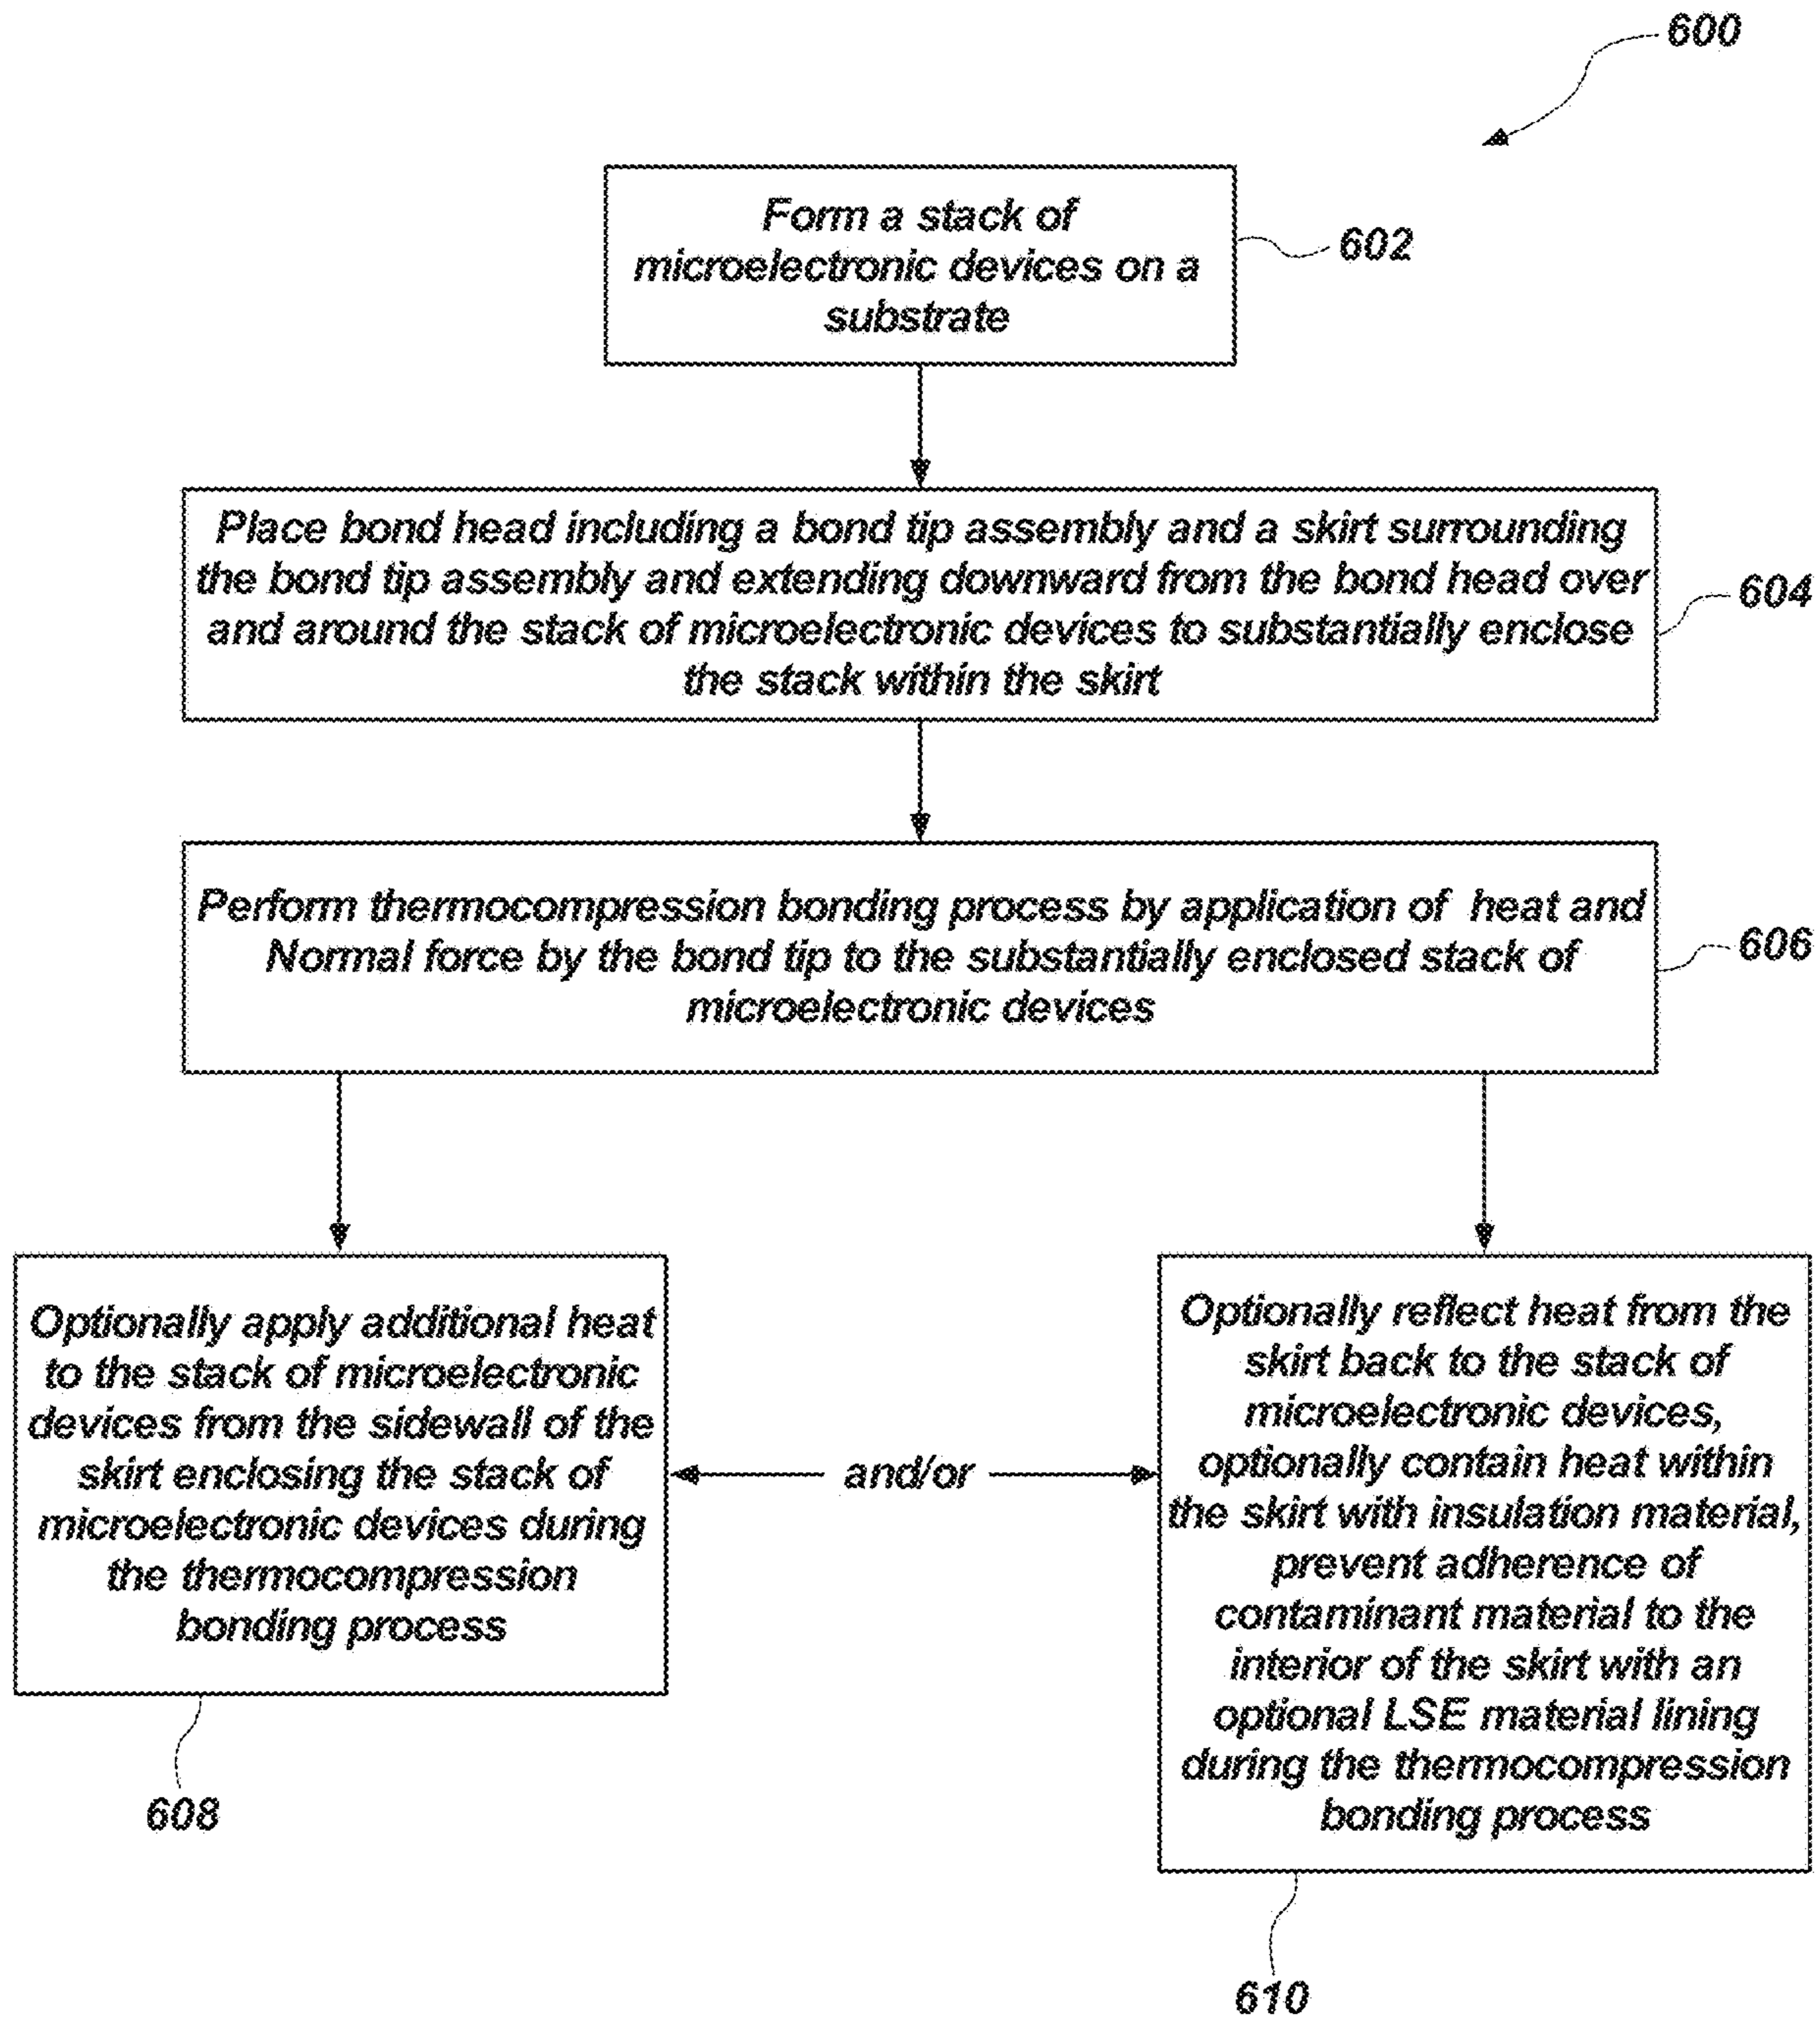 600
Form a stack of
microelectronic devices on a
substrate
602
Place bond head including a bond tip assembly and a skirt surrounding
the bond tip assembly and extending downward from the bond head over
and around the stack of microelectronic devices to substantially enclose
the stack within the skirt
604
Perform thermocompression bonding process by application of heat and
Normal force by the bond tip to the substantially enclosed stack of
microelectronic devices
606
Optionally apply additional heat
to the stack of microelectronic
devices from the sidewall of the
skirt enclosing the stack of
microelectronic devices during
the thermocompression
bonding process
608
and/or
Optionally reflect heat from the
skirt back to the stack of
microelectronic devices,
optionally contain heat within
the skirt with insulation material,
prevent adherence of
contaminant material to the
interior of the skirt with an
optional LSE material lining
during the thermocompression
bonding process
610